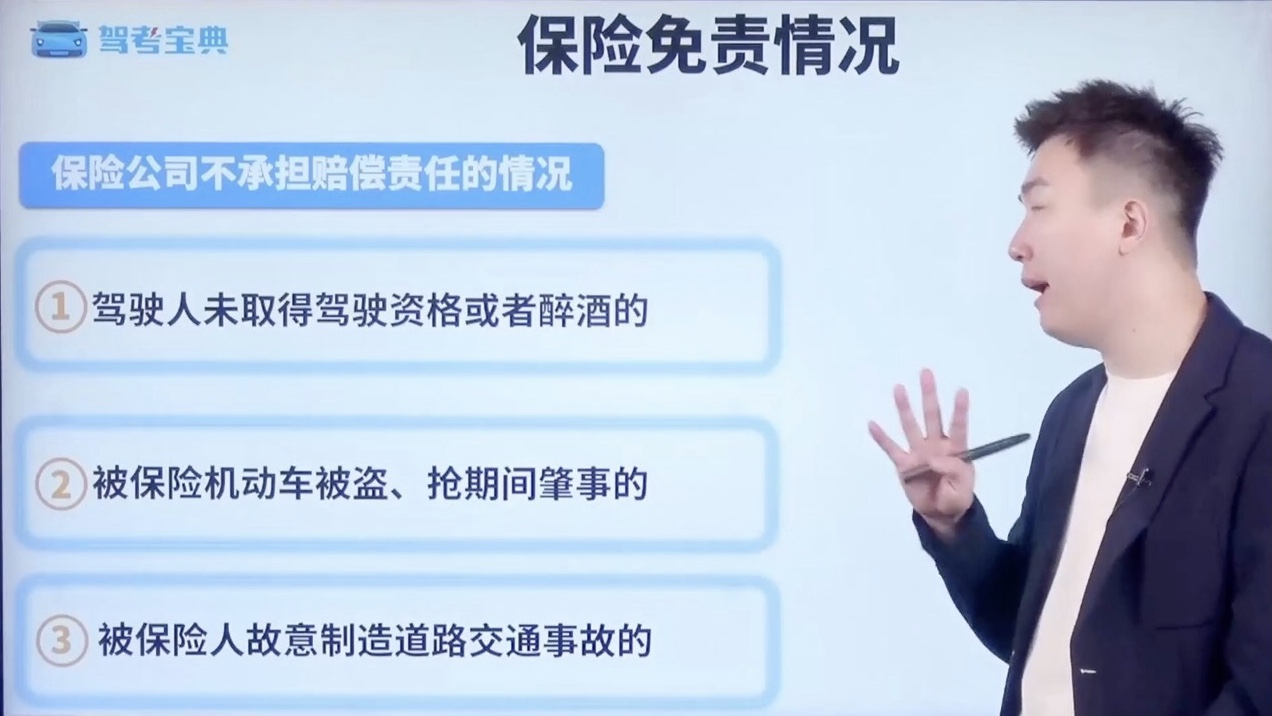 驾考宝典
保险免责情况
保险公司不承担赔偿责任的情况
① 驾驶人未取得驾驶资格或者醉酒的
② 被保险机动车被盗、抢期间肇事的
③ 被保险人故意制造道路交通事故的